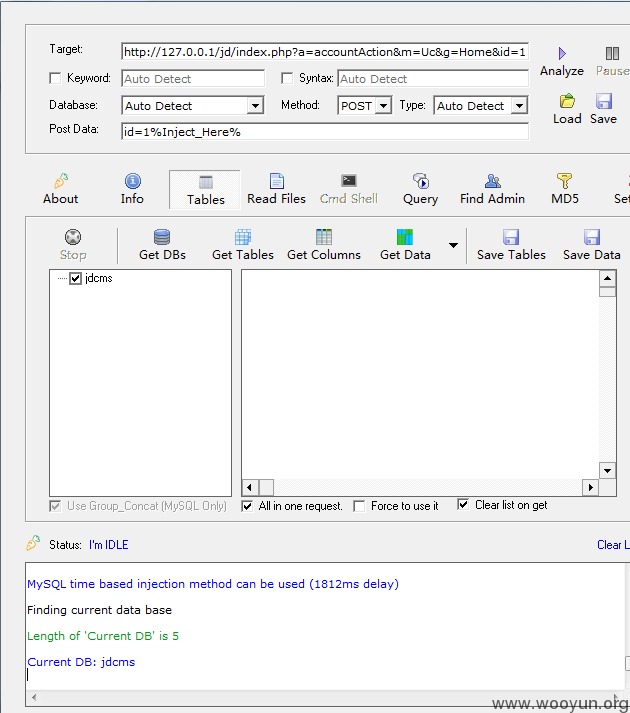 Target: http://127.0.0.1/jd/index.php?a=accountAction&m=Uc&g=Home&id=1
Analyze Pause
Keyword: Auto Detect Syntax: Auto Detect
Database: Auto Detect Method: POST Type: Auto Detect
Load Save
Post Data: id=1%Inject_Here%
About Info Tables Read Files Cmd Shell Query Find Admin MD5 Set
Stop Get DBs Get Tables Get Columns Get Data Save Tables Save Data
jdcms
Use Group_Concat (MySQL Only) All in one request. Force to use it Clear list on get
Status: I'm IDLE Clear L
MySQL time based injection method can be used (1812ms delay)
Finding current data base
Length of 'Current DB' is 5
Current DB: jdcms
www.wooyun.org